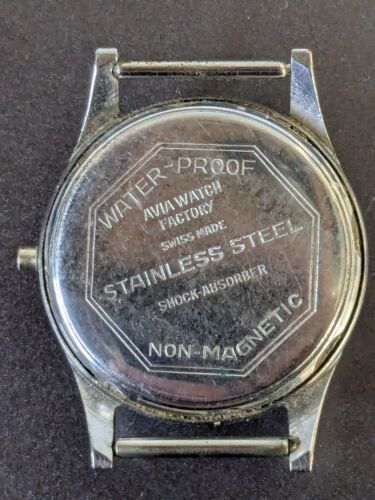 WATER-PROOF
AVIA WATCH
FACTORY
SWISS MADE
STAINLESS STEEL
SHOCK-ABSORBER
NON-MAGNETIC